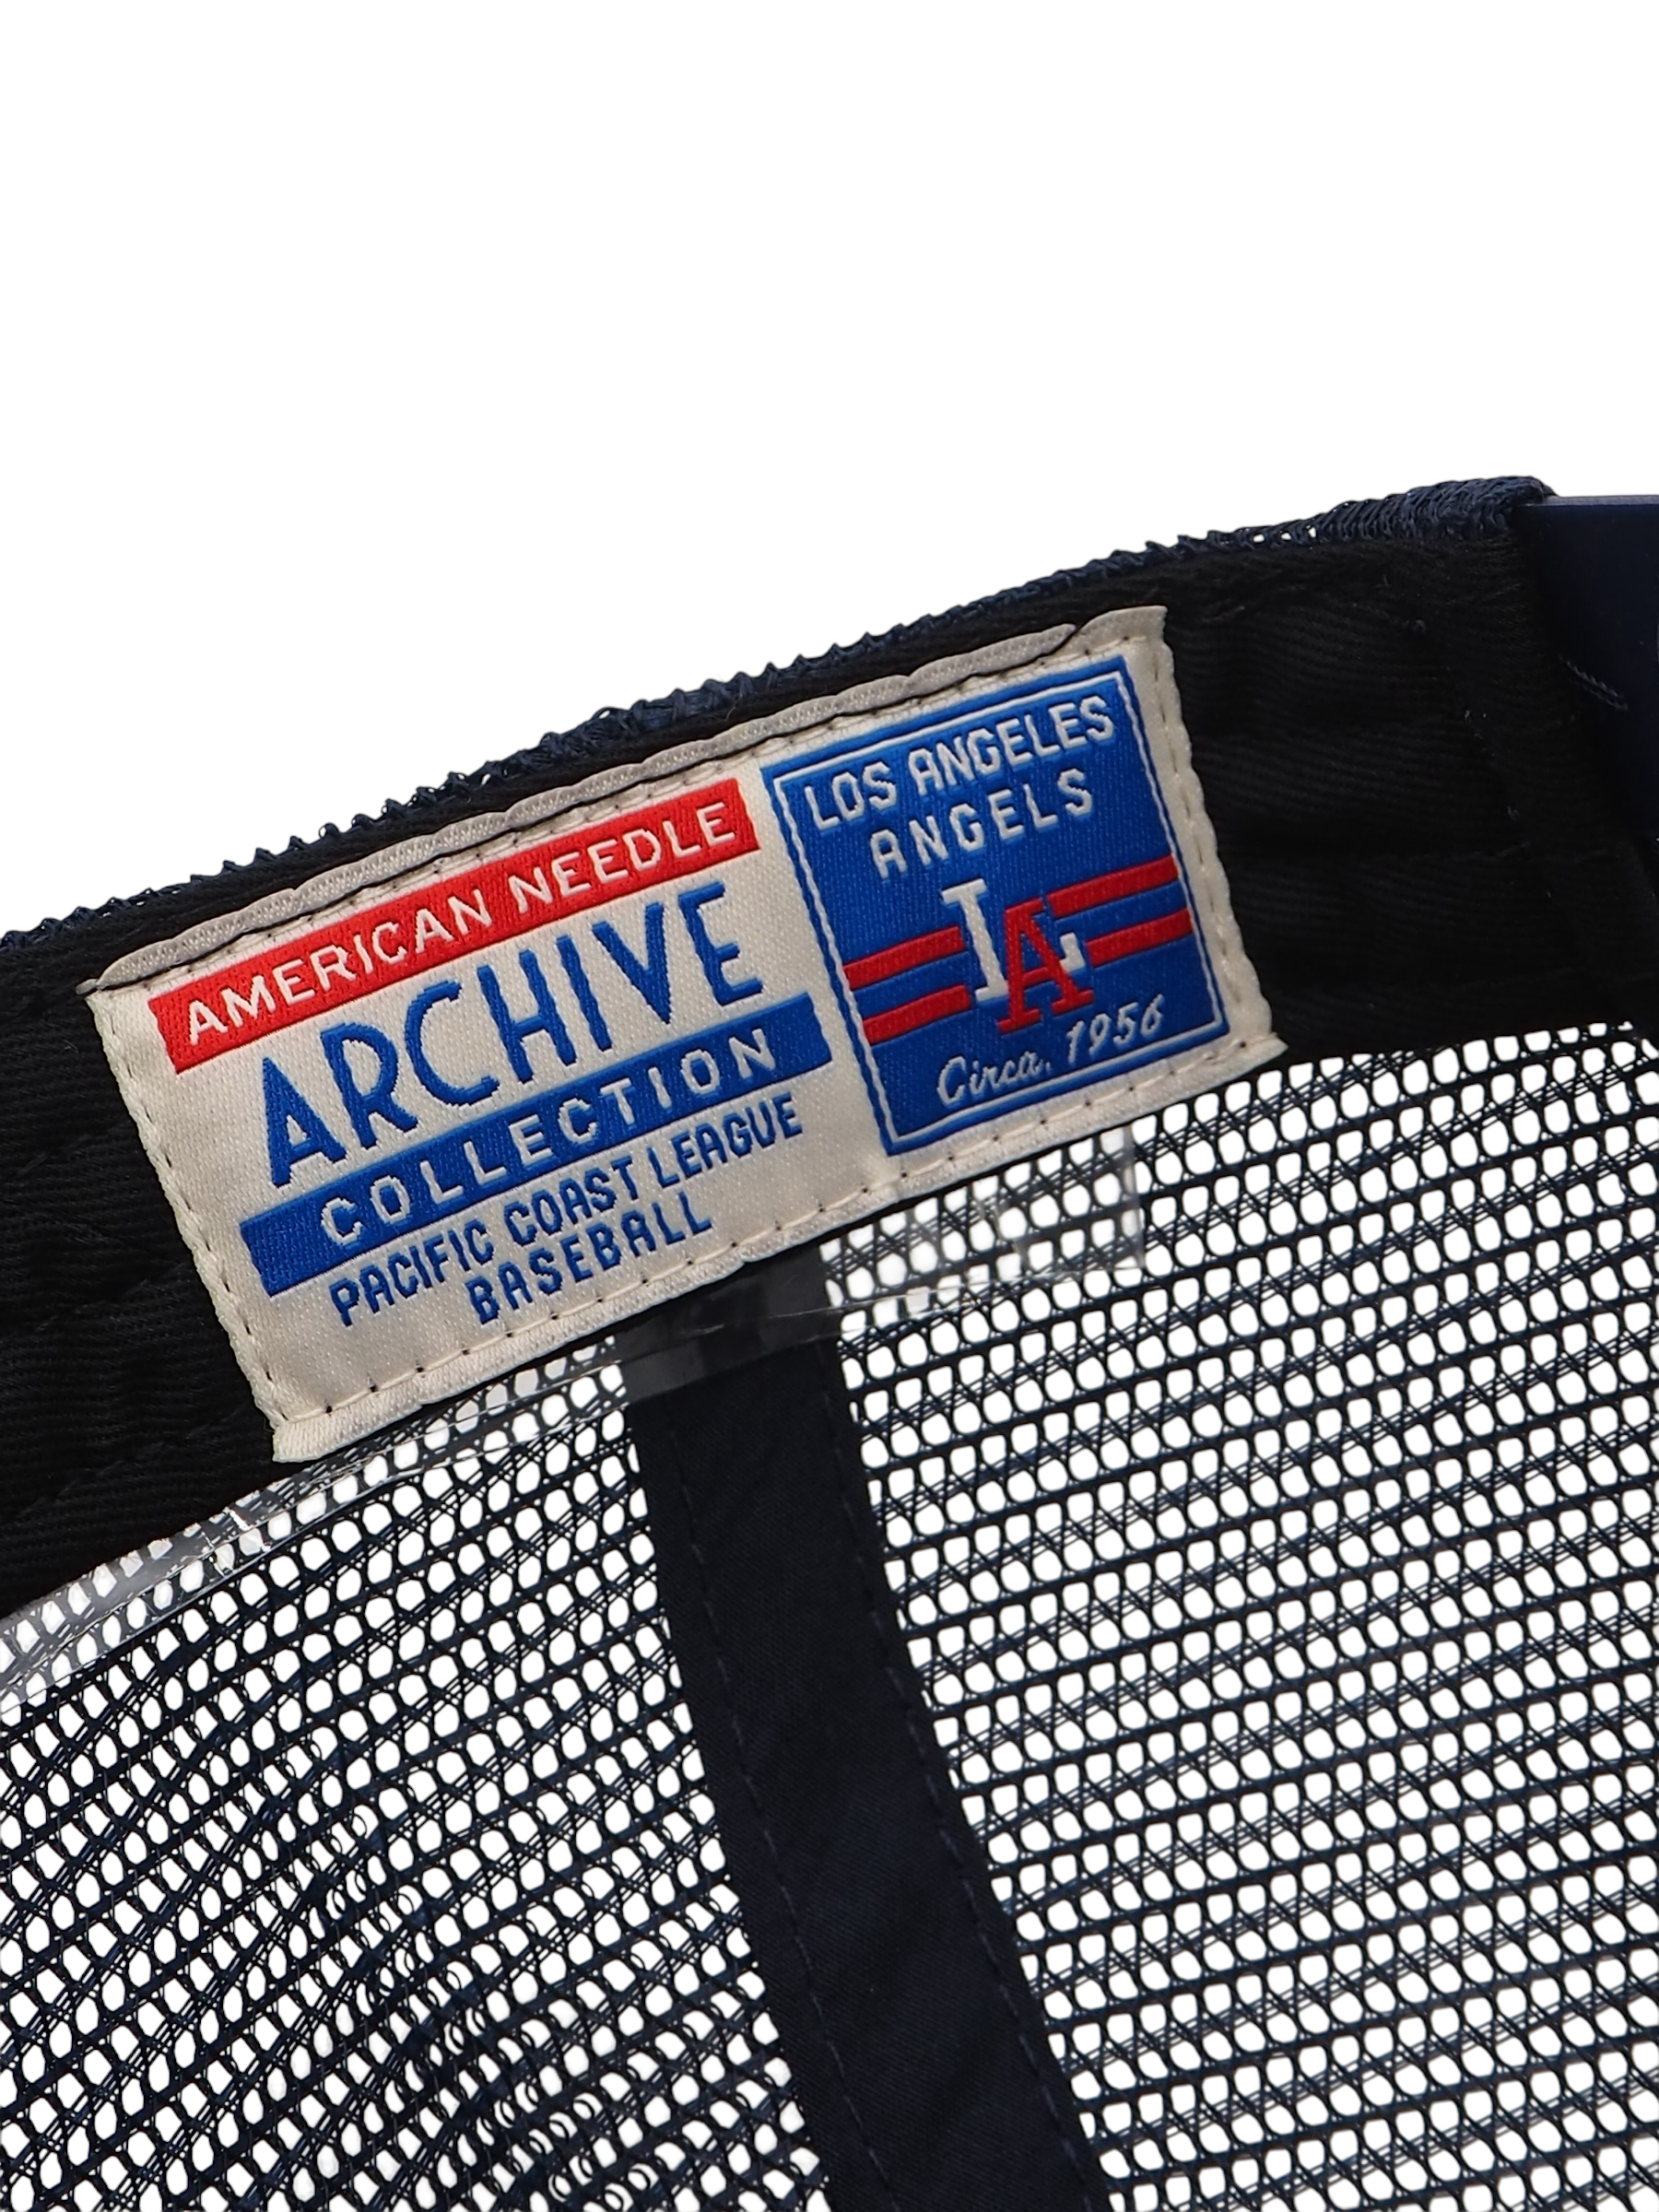 AMERICAN NEEDLE
ARCHIVE
COLLECTION
PACIFIC COAST LEAGUE
BASEBALL
LOS ANGELES
ANGELS
LA
Circa. 1956